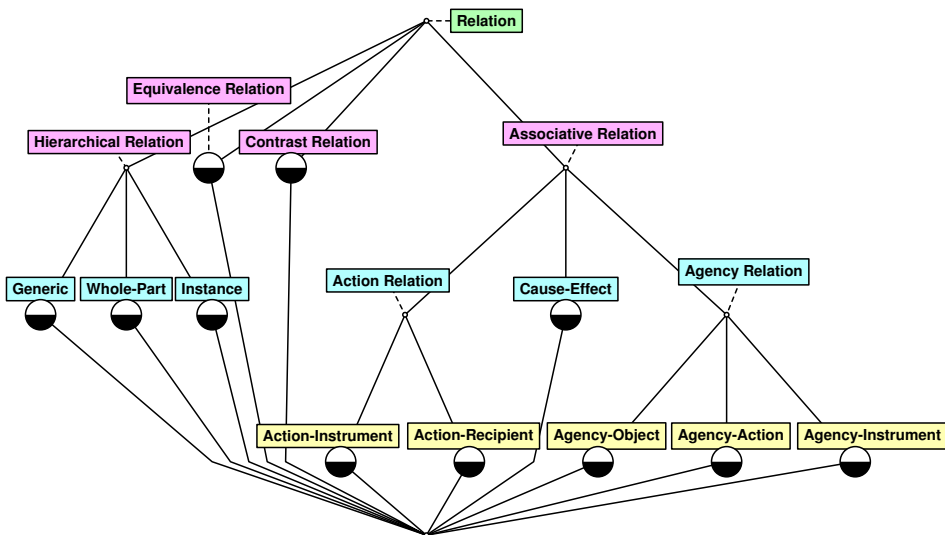 Relation
Equivalence Relation
Hierarchical Relation
Contrast Relation
Associative Relation
Generic
Whole-Part
Instance
Action Relation
Cause-Effect
Agency Relation
Action-Instrument
Action-Recipient
Agency-Object
Agency-Action
Agency-Instrument